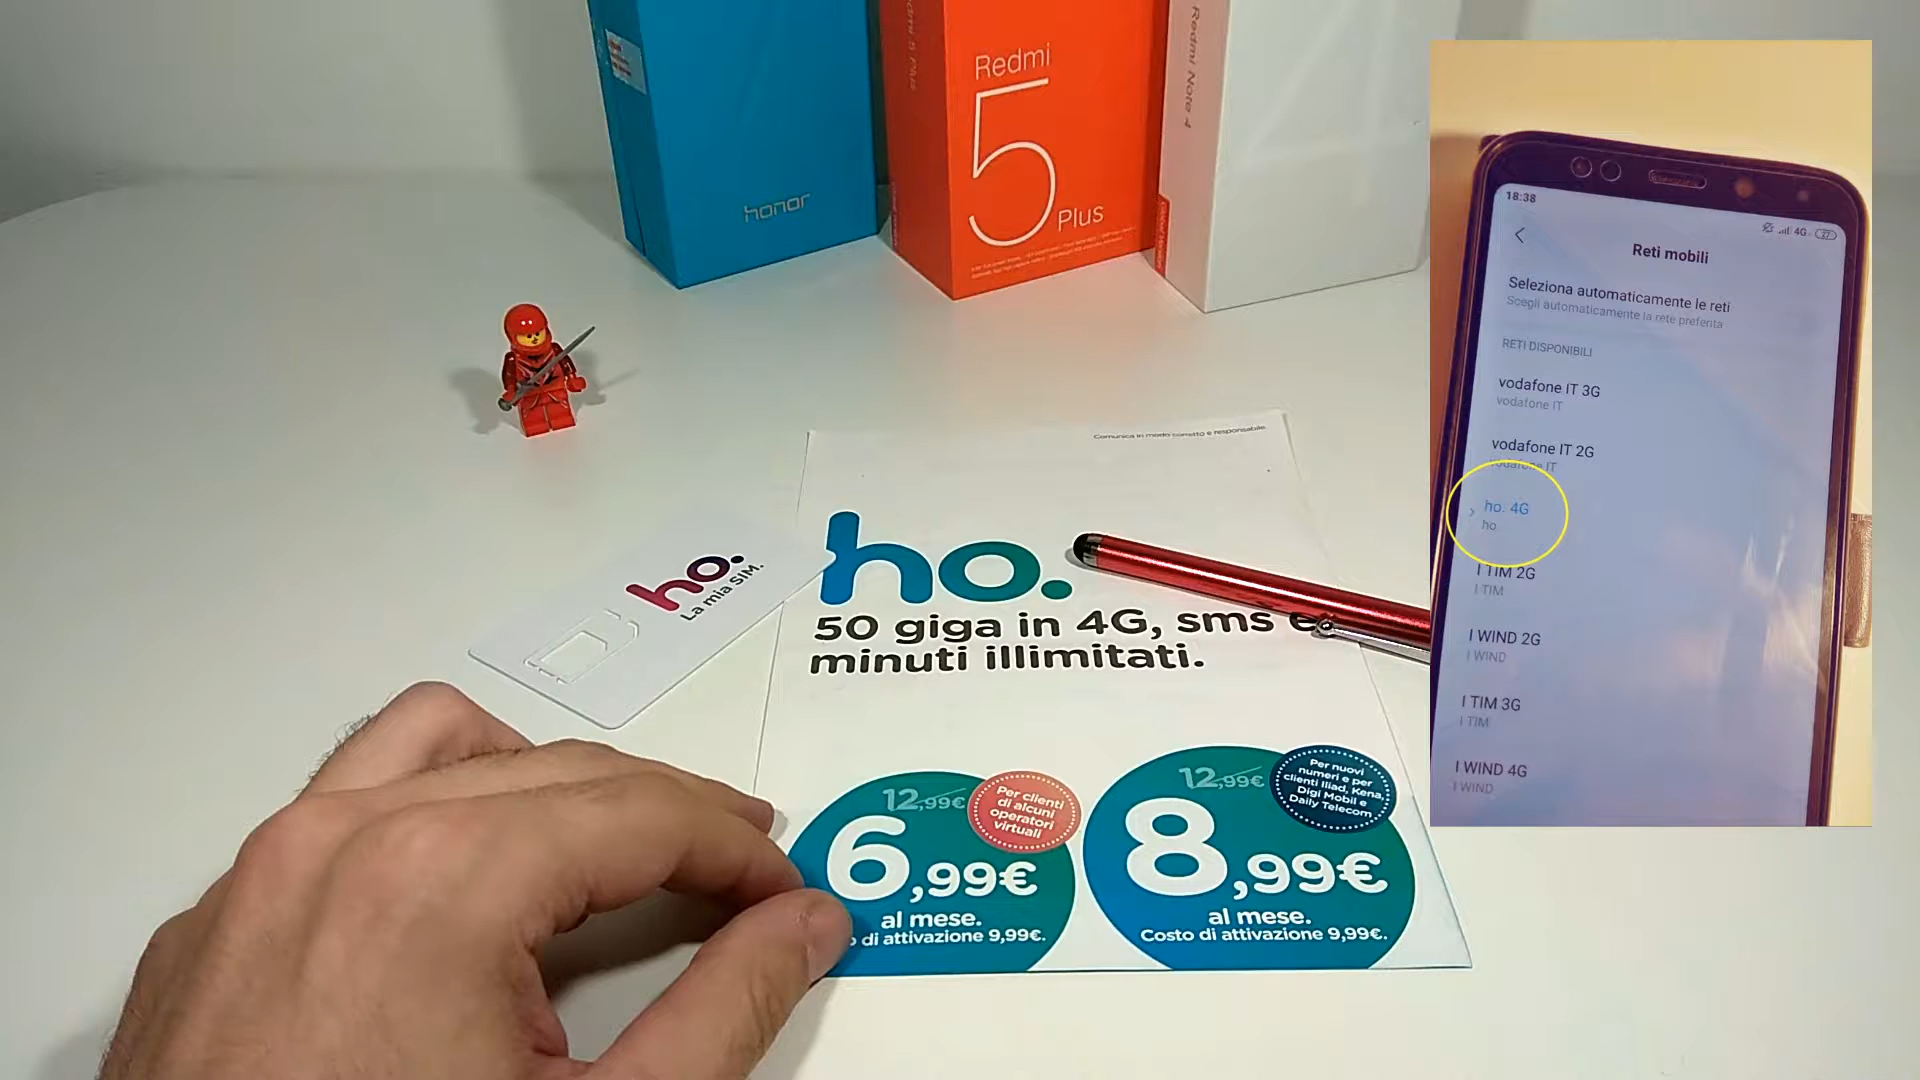 honor
Redmi
5
Plus
Redmi Note 4
Comunica in modo corretto e responsabile
ho.
La mia SIM.
ho.
50 giga in 4G, sms e
minuti illimitati.
12,99€
Per clienti
di alcuni
operatori
virtuali
6,99€
al mese.
di attivazione 9,99€.
12,99€
Per nuovi
numeri e per
clienti Iliad, Kena,
Digi Mobil e
Daily Telecom
8,99€
al mese.
Costo di attivazione 9,99€.
18:38
4G
27
Reti mobili
Seleziona automaticamente le reti
Scegli automaticamente la rete preferita
RETI DISPONIBILI
vodafone IT 3G
vodafone IT
vodafone IT 2G
vodafone IT
ho. 4G
ho.
I TIM 2G
I TIM
I WIND 2G
I WIND
I TIM 3G
I TIM
I WIND 4G
I WIND